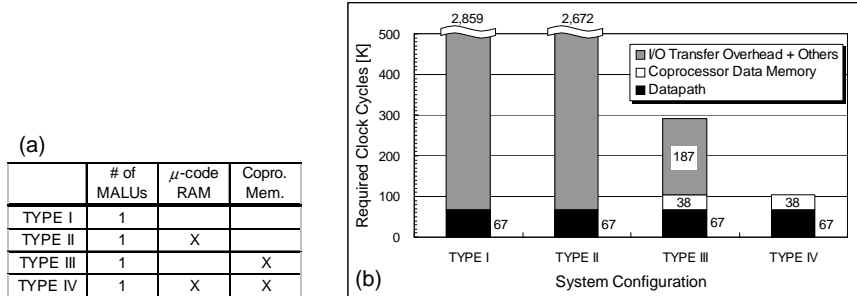 (a)
# of MALUs μ-code RAM Copro. Mem.
TYPE I 1
TYPE II 1 X
TYPE III 1 X
TYPE IV 1 X X
2,859 2,672
Required Clock Cycles [K]
500
400
300
200
100
0
I/O Transfer Overhead + Others
Coprocessor Data Memory
Datapath
187
38 38
67 67 67 67
TYPE I TYPE II TYPE III TYPE IV
System Configuration
(b)